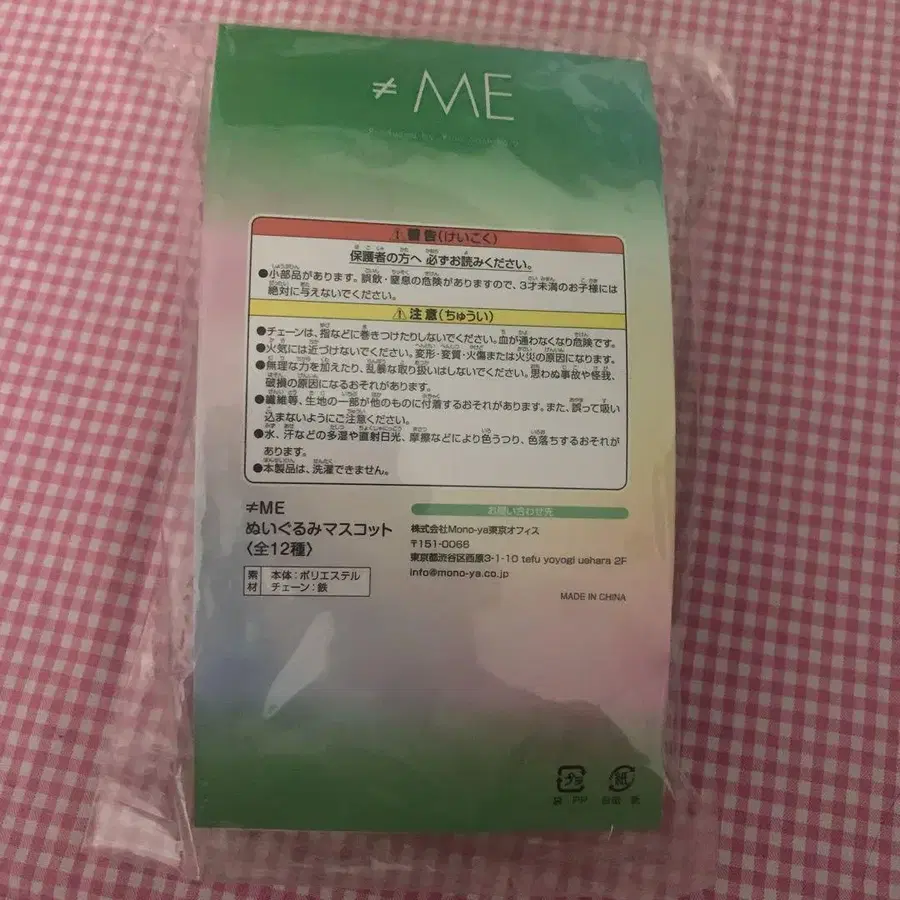 ≠ME
Produced by
⚠警告(けいこく)
保護者の方へ 必ずお読みください。
●小部品があります。誤飲・窒息の危険がありますので、3才未満のお子様には
絶対に与えないでください。
⚠注意(ちゅうい)
●チェーンは、指などに巻きつけたりしないでください。血が通わなくなり危険です。
●火気には近づけないでください。変形・変質・火傷または火災の原因になります。
●無理な力を加えたり、乱暴な取り扱いはしないでください。思わぬ事故や怪我、
破損の原因になるおそれがあります。
●繊維等、生地の一部が他のものに付着するおそれがあります。また、誤って吸い
込まないようにご注意ください。
●水、汗などの多湿や直射日光、摩擦などにより色うつり、色落ちするおそれが
あります。
●本製品は、洗濯できません。
≠ME
ぬいぐるみマスコット
〈全12種〉
素材
本体:ポリエステル
チェーン:鉄
お問い合わせ先
株式会社Mono-ya東京オフィス
〒151-0066
東京都渋谷区西原3-1-10 tefu yoyogi uehara 2F
info@mono-ya.co.jp
MADE IN CHINA
プラ
袋 PP
紙
台紙 紙